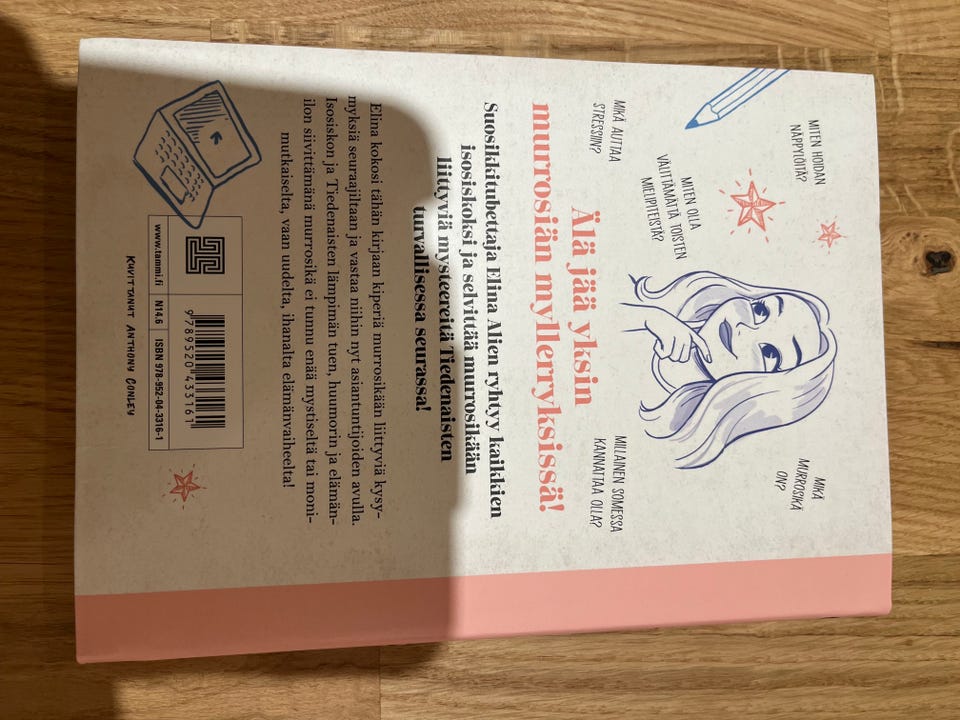 MITEN HOIDAN
NÄPPYLÖITÄ?
MIKÄ
MURROSIKÄ
ON?
MITEN OLLA
VÄLITTÄMÄTTÄ TOISTEN
MIELIPITEISTÄ?
MIKÄ AUTTAA
STRESSIIN?
MILLAINEN SOMESSA
KANNATTAA OLLA?
Älä jää yksin
murrosiän myllerryksissä!
Suosikkitubettaja Elina Alien ryhtyy kaikkien
isosiskoksi ja selvittää murrosikään
liittyviä mysteereitä Tiedenaisten
turvallisessa seurassa!
Elina kokosi tähän kirjaan kiperiä murrosikään liittyviä kysy-
myksiä seuraajiltaan ja vastaa niihin nyt asiantuntijoiden avulla.
Isosiskon ja Tiedenaisten lämpimän tuen, huumorin ja elämän-
ilon siivittämänä murrosikä ei tunnu enää mystiseltä tai moni-
mutkaiselta, vaan uudelta, ihanalta elämänvaiheelta!
9789520433161
www.tammi.fi
N14.6
ISBN 978-952-04-3316-1
KUVITTANUT ANTHONY CONLEY